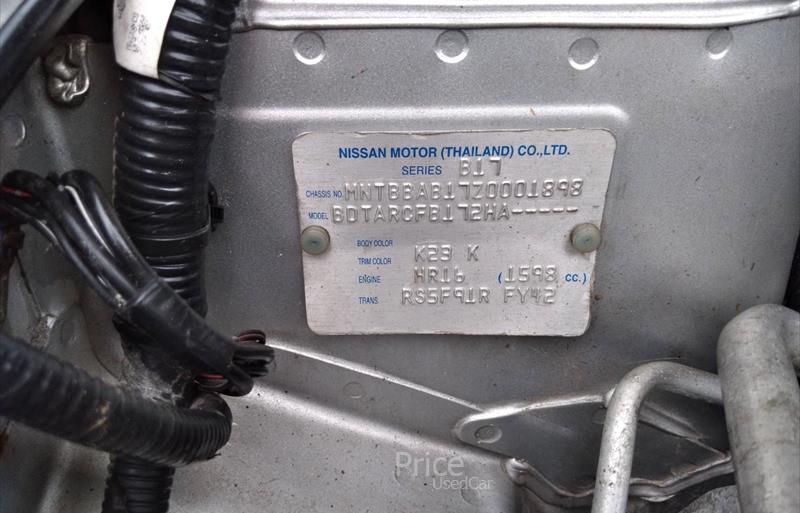 NISSAN MOTOR (THAILAND) CO.,LTD.
SERIES B17
CHASSIS NO. MNTBBAB17Z0001898
MODEL BDTARCFB172HA-----
BODY COLOR
TRIM COLOR K23 K
ENGINE HR16 (1598 CC.)
TRANS RS5F91R FY42
Price
UsedCar